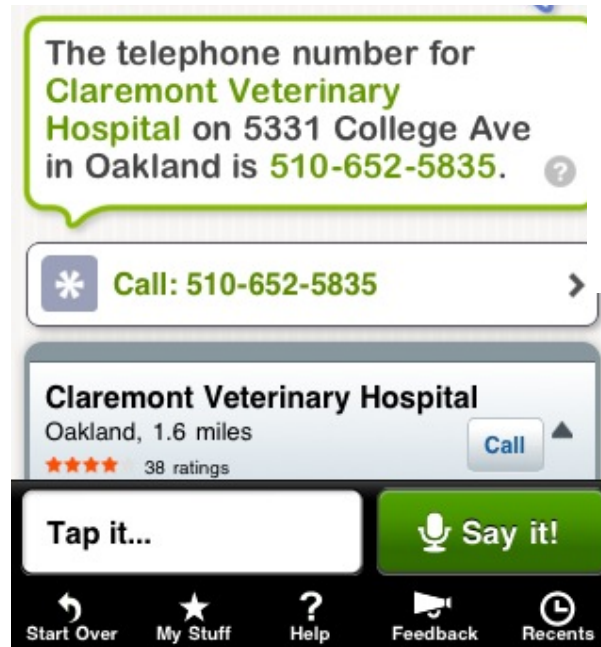 The telephone number for
Claremont Veterinary
Hospital on 5331 College Ave
in Oakland is 510-652-5835.
?
Call: 510-652-5835
Claremont Veterinary Hospital
Oakland, 1.6 miles
Call
38 ratings
Tap it...
Say it!
Start Over
My Stuff
Help
Feedback
Recents